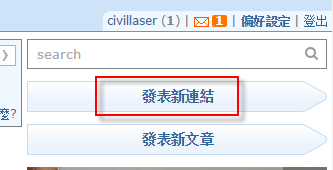 civillaser (1) | 1 | 偏好設定 | 登出
search
發表新連結
麼?
發表新文章